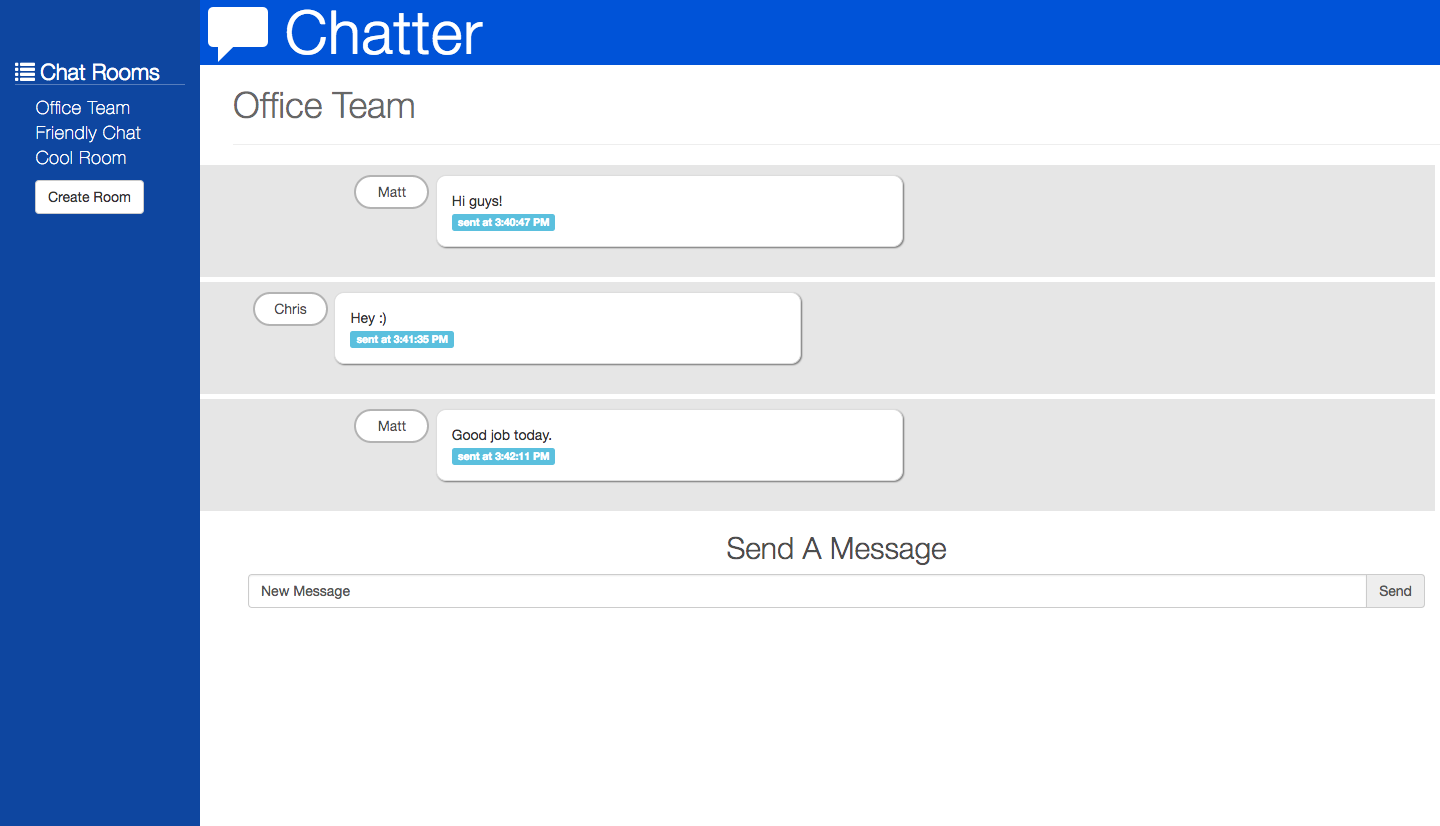 Chatter
Chat Rooms
Office Team
Friendly Chat
Cool Room
Create Room
Office Team
Matt
Hi guys!
sent at 3:40:47 PM
Chris
Hey :)
sent at 3:41:35 PM
Matt
Good job today.
sent at 3:42:11 PM
Send A Message
New Message
Send